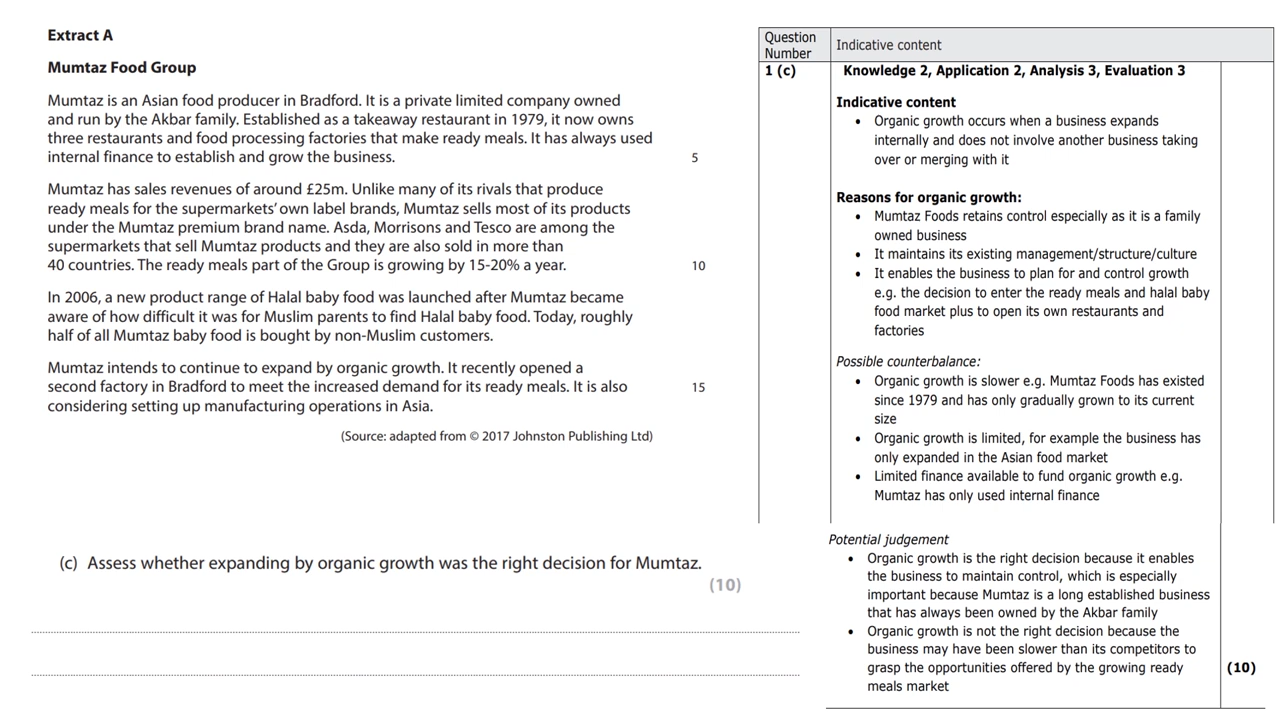 Extract A
Mumtaz Food Group
Mumtaz is an Asian food producer in Bradford. It is a private limited company owned
and run by the Akbar family. Established as a takeaway restaurant in 1979, it now owns
three restaurants and food processing factories that make ready meals. It has always used
internal finance to establish and grow the business. 5
Mumtaz has sales revenues of around £25m. Unlike many of its rivals that produce
ready meals for the supermarkets' own label brands, Mumtaz sells most of its products
under the Mumtaz premium brand name. Asda, Morrisons and Tesco are among the
supermarkets that sell Mumtaz products and they are also sold in more than
40 countries. The ready meals part of the Group is growing by 15-20% a year. 10
In 2006, a new product range of Halal baby food was launched after Mumtaz became
aware of how difficult it was for Muslim parents to find Halal baby food. Today, roughly
half of all Mumtaz baby food is bought by non-Muslim customers.
Mumtaz intends to continue to expand by organic growth. It recently opened a
second factory in Bradford to meet the increased demand for its ready meals. It is also 15
considering setting up manufacturing operations in Asia.
(Source: adapted from © 2017 Johnston Publishing Ltd)
(c) Assess whether expanding by organic growth was the right decision for Mumtaz.
(10)
Question
Number
Indicative content
1 (c)
Knowledge 2, Application 2, Analysis 3, Evaluation 3
Indicative content
• Organic growth occurs when a business expands
internally and does not involve another business taking
over or merging with it
Reasons for organic growth:
• Mumtaz Foods retains control especially as it is a family
owned business
• It maintains its existing management/structure/culture
• It enables the business to plan for and control growth
e.g. the decision to enter the ready meals and halal baby
food market plus to open its own restaurants and
factories
Possible counterbalance:
• Organic growth is slower e.g. Mumtaz Foods has existed
since 1979 and has only gradually grown to its current
size
• Organic growth is limited, for example the business has
only expanded in the Asian food market
• Limited finance available to fund organic growth e.g.
Mumtaz has only used internal finance
Potential judgement
• Organic growth is the right decision because it enables
the business to maintain control, which is especially
important because Mumtaz is a long established business
that has always been owned by the Akbar family
• Organic growth is not the right decision because the
business may have been slower than its competitors to
grasp the opportunities offered by the growing ready
meals market
(10)